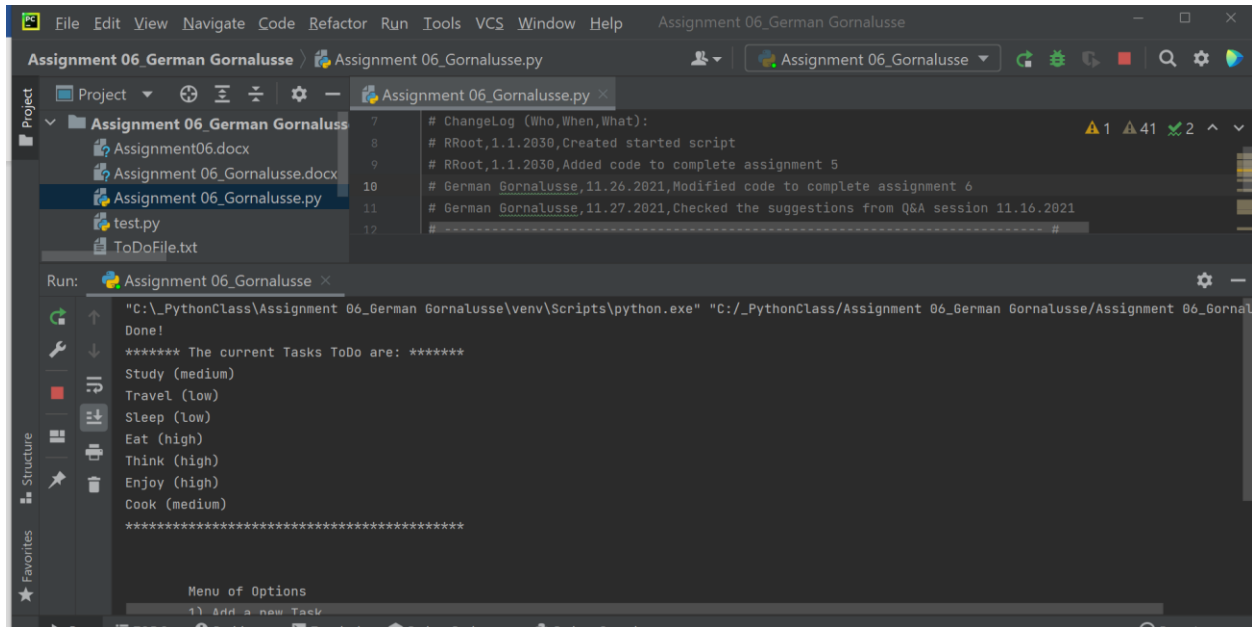 File Edit View Navigate Code Refactor Run Tools VCS Window Help Assignment 06_German Gornalusse
Assignment 06_German Gornalusse Assignment 06_Gornalusse.py Assignment 06_Gornalusse
Project Project Assignment 06_Gornalusse.py
Assignment 06_German Gornaluss
Assignment06.docx
Assignment 06_Gornalusse.docx
Assignment 06_Gornalusse.py
test.py
ToDoFile.txt
7 # ChangeLog (Who,When,What):
8 # RRoot,1.1.2030,Created started script
9 # RRoot,1.1.2030,Added code to complete assignment 5
10 # German Gornalusse,11.26.2021,Modified code to complete assignment 6
11 # German Gornalusse,11.27.2021,Checked the suggestions from Q&A session 11.16.2021
12 # ---------------------------------------------------------------------------- #
1 41 2
Run: Assignment 06_Gornalusse
"C:\_PythonClass\Assignment 06_German Gornalusse\venv\Scripts\python.exe" "C:/_PythonClass/Assignment 06_German Gornalusse/Assignment 06_Gornal
Done!
******* The current Tasks ToDo are: *******
Study (medium)
Travel (low)
Sleep (low)
Eat (high)
Think (high)
Enjoy (high)
Cook (medium)
*******************************************
Menu of Options
1) Add a new Task
Structure
Favorites